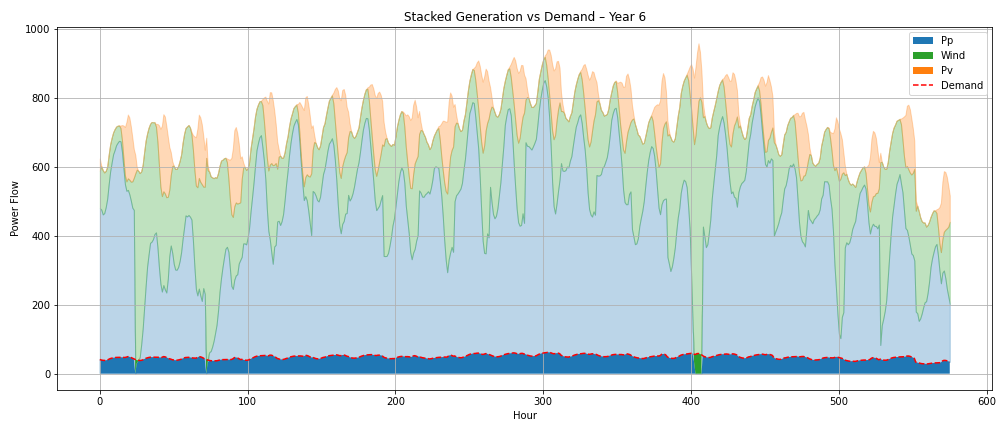 Stacked Generation vs Demand – Year 6
1000
800
600
400
200
0
Power Flow
Pp
Wind
Pv
Demand
0 100 200 300 400 500 600
Hour